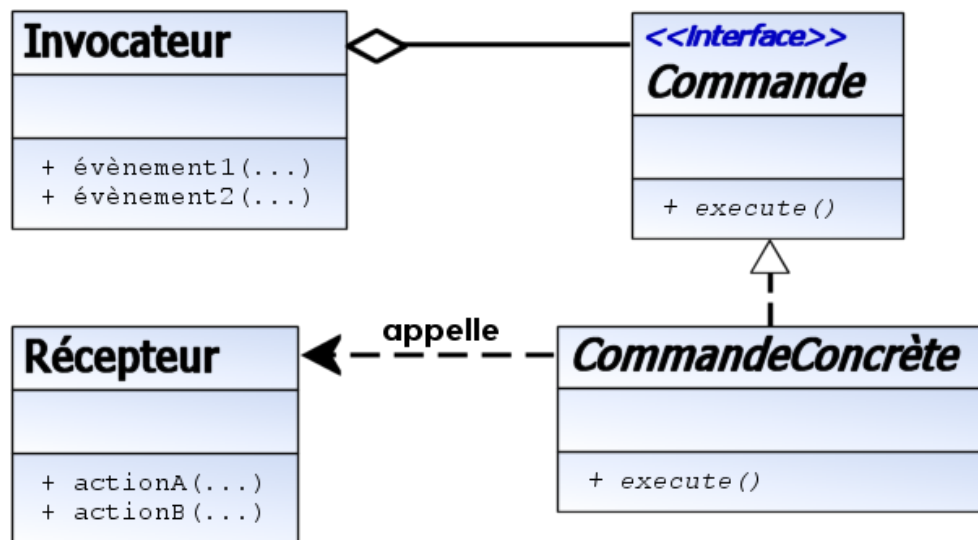 Invocateur
+ évènement1(...)
+ évènement2(...)
<<Interface>>
Commande
+ execute()
appelle
Récepteur
+ actionA(...)
+ actionB(...)
CommandeConcrète
+ execute()